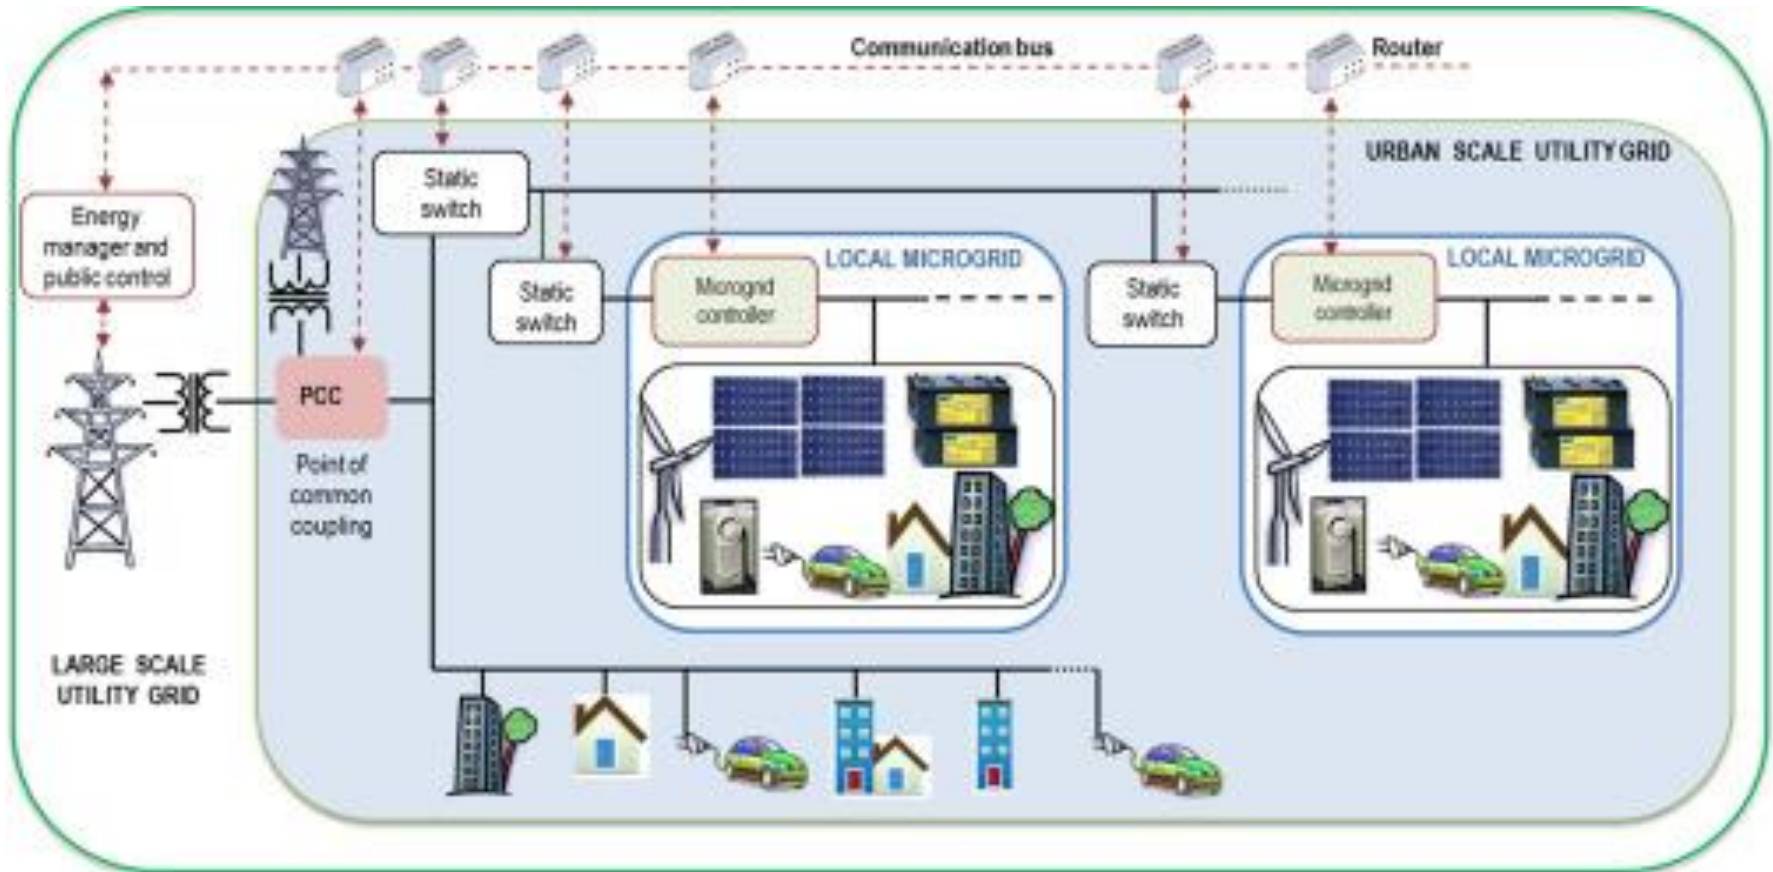 Communication bus
Router
URBAN SCALE UTILITY GRID
Static
switch
Energy
manager and
public control
LOCAL MICROGRID
LOCAL MICROGRID
Static
switch
Microgrid
controller
Static
switch
Microgrid
controller
PCC
Point of
common
coupling
LARGE SCALE
UTILITY GRID